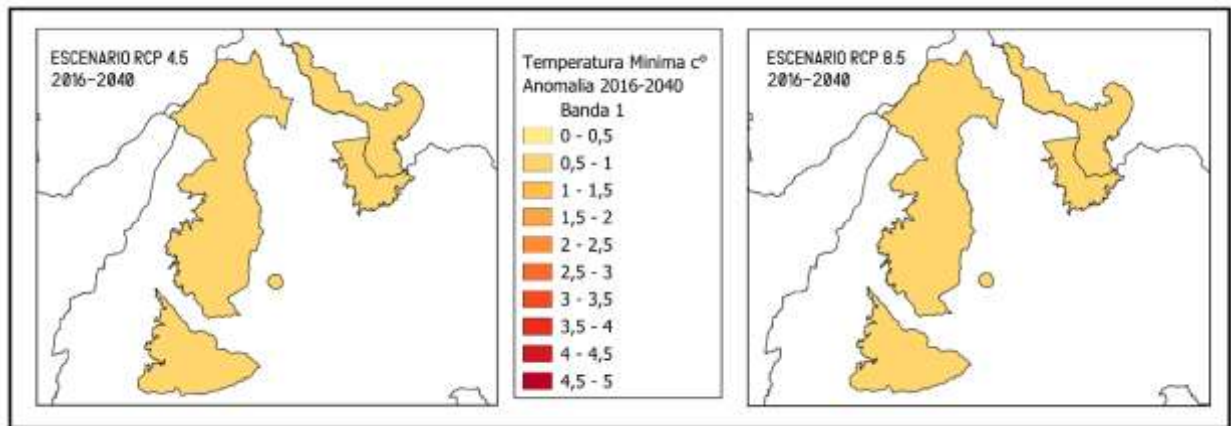 ESCENARIO RCP 4.5
2016-2040
Temperatura Minima c°
Anomalia 2016-2040
Banda 1
0 - 0,5
0,5 - 1
1 - 1,5
1,5 - 2
2 - 2,5
2,5 - 3
3 - 3,5
3,5 - 4
4 - 4,5
4,5 - 5
ESCENARIO RCP 8.5
2016-2040